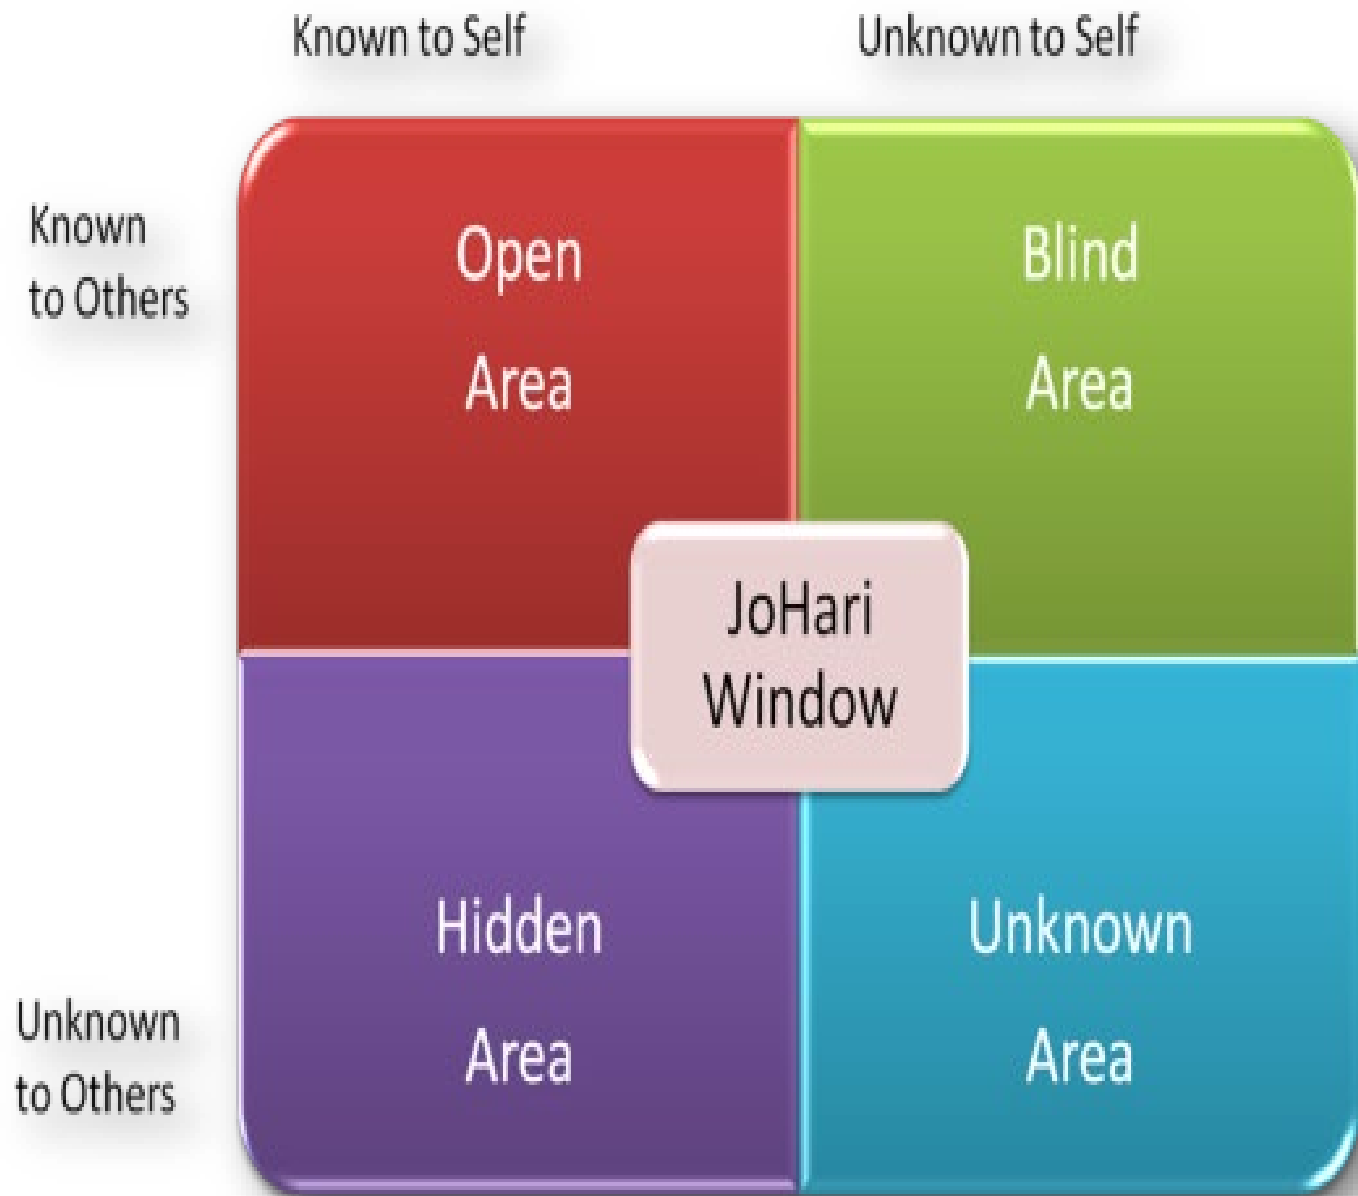 Known to Self
Unknown to Self
Known
to Others
Open
Area
Blind
Area
JoHari
Window
Unknown
to Others
Hidden
Area
Unknown
Area